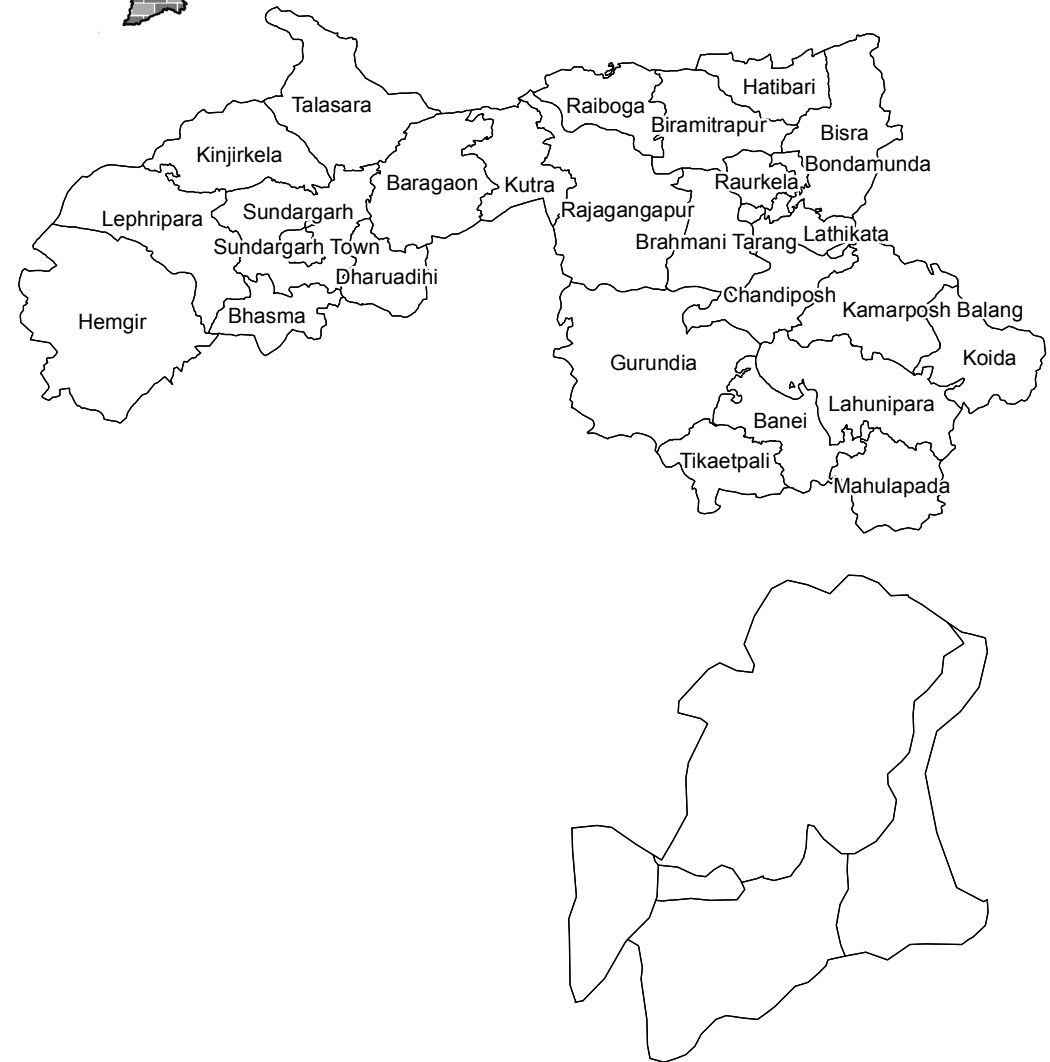 Hatibari
Talasara
Raiboga
Biramitrapur
Bisra
Kinjirkela
Bondamunda
Baragaon
Kutra
Raurkela
Lephripara
Sundargarh
Rajagangapur
Brahmani Tarang
Lathikata
Sundargarh Town
Dharuadihi
Chandiposh
Kamarposh Balang
Hemgir
Bhasma
Gurundia
Koida
Lahunipara
Banei
Tikaetpali
Mahulapada